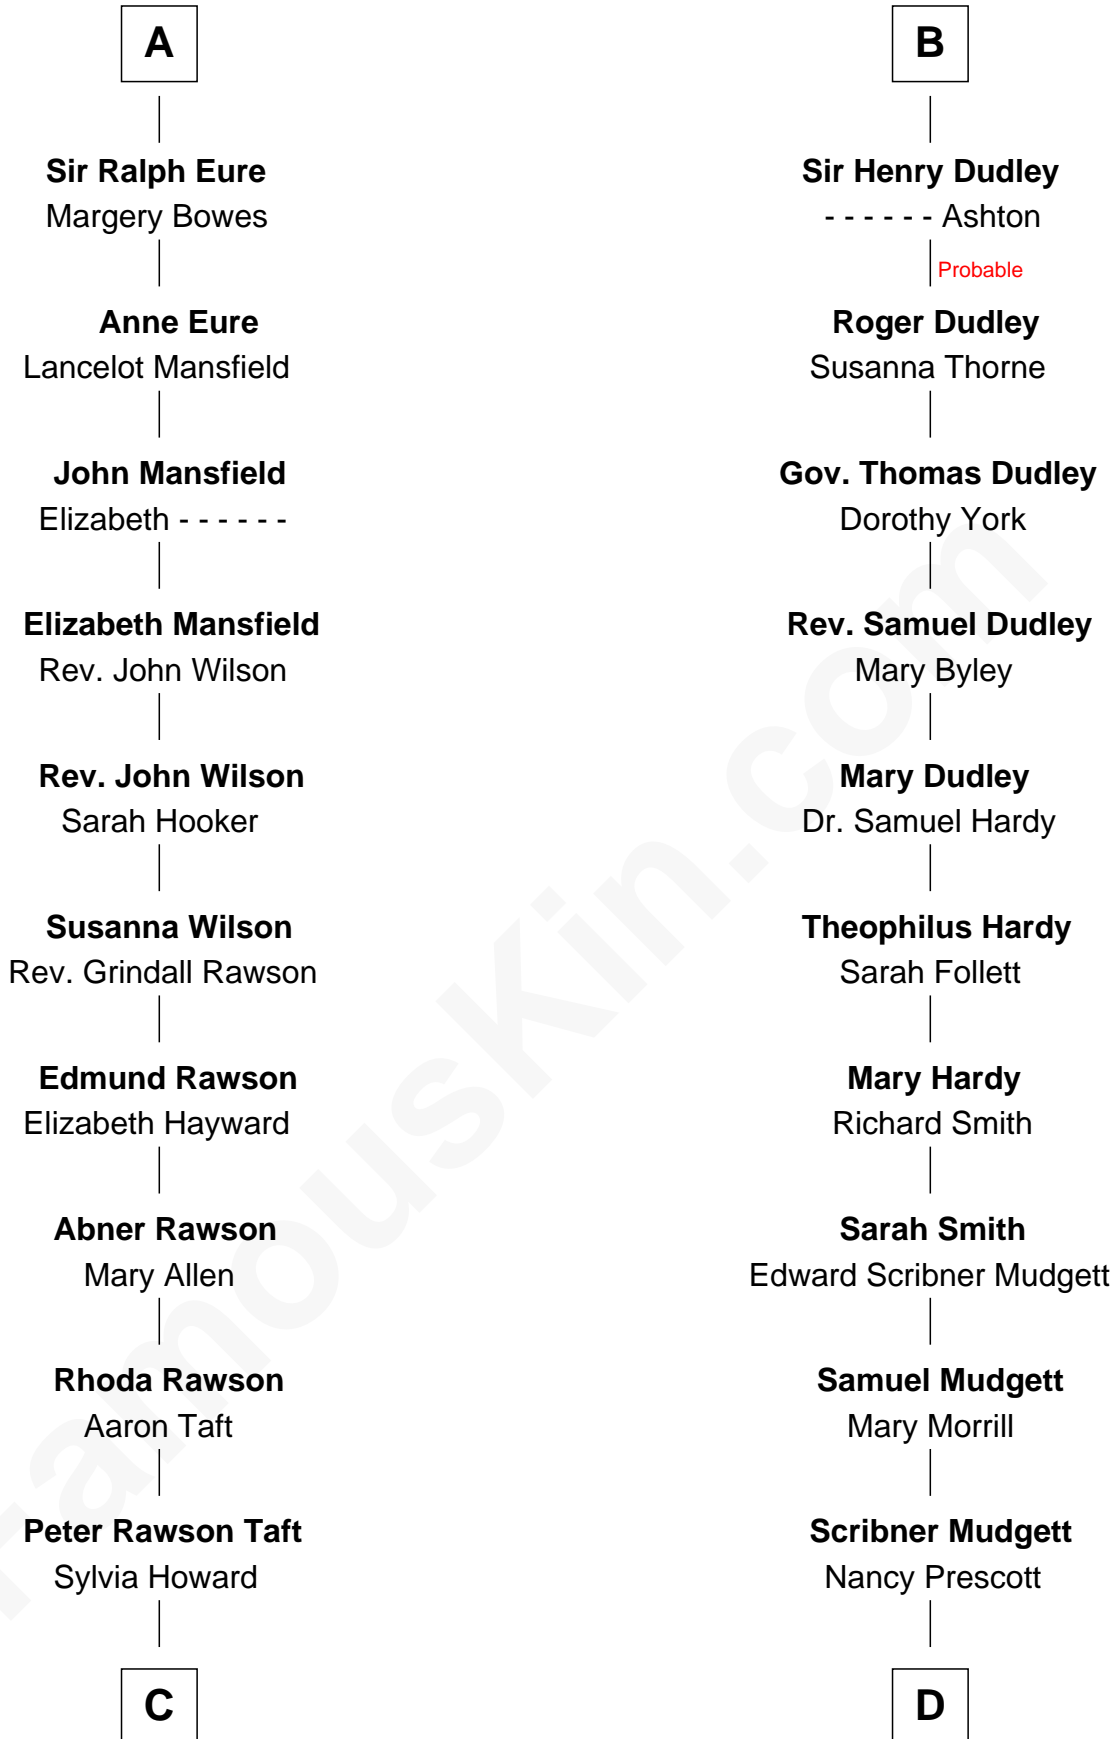 A
Sir Ralph Eure
Margery Bowes
Anne Eure
Lancelot Mansfield
John Mansfield
Elizabeth - - - - - -
Elizabeth Mansfield
Rev. John Wilson
Rev. John Wilson
Sarah Hooker
Susanna Wilson
Rev. Grindall Rawson
Edmund Rawson
Elizabeth Hayward
Abner Rawson
Mary Allen
Rhoda Rawson
Aaron Taft
Peter Rawson Taft
Sylvia Howard
C
B
Sir Henry Dudley
- - - - - - Ashton
Probable
Roger Dudley
Susanna Thorne
Gov. Thomas Dudley
Dorothy York
Rev. Samuel Dudley
Mary Byley
Mary Dudley
Dr. Samuel Hardy
Theophilus Hardy
Sarah Follett
Mary Hardy
Richard Smith
Sarah Smith
Edward Scribner Mudgett
Samuel Mudgett
Mary Morrill
Scribner Mudgett
Nancy Prescott
D
FamousKin.com